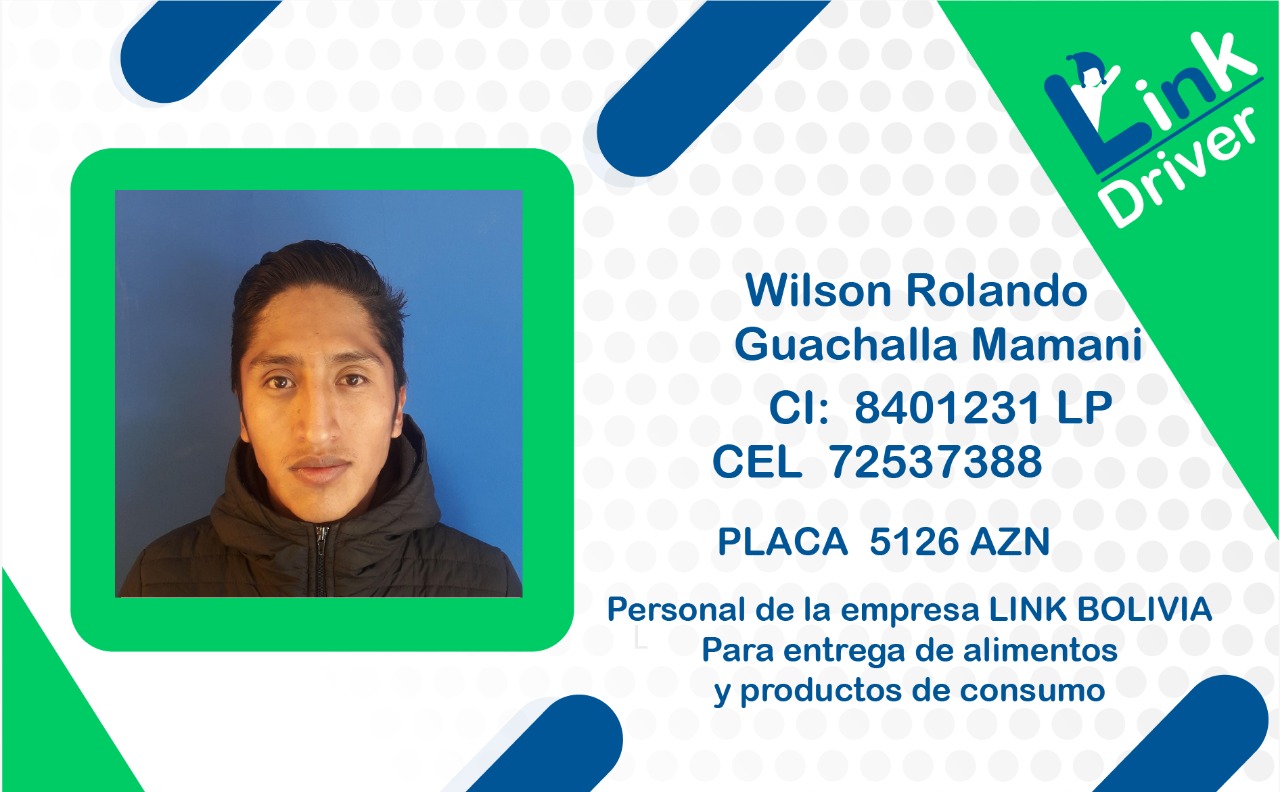 Link
Driver
Wilson Rolando
Guachalla Mamani
CI: 8401231 LP
CEL 72537388
PLACA 5126 AZN
Personal de la empresa LINK BOLIVIA
L
Para entrega de alimentos
y productos de consumo